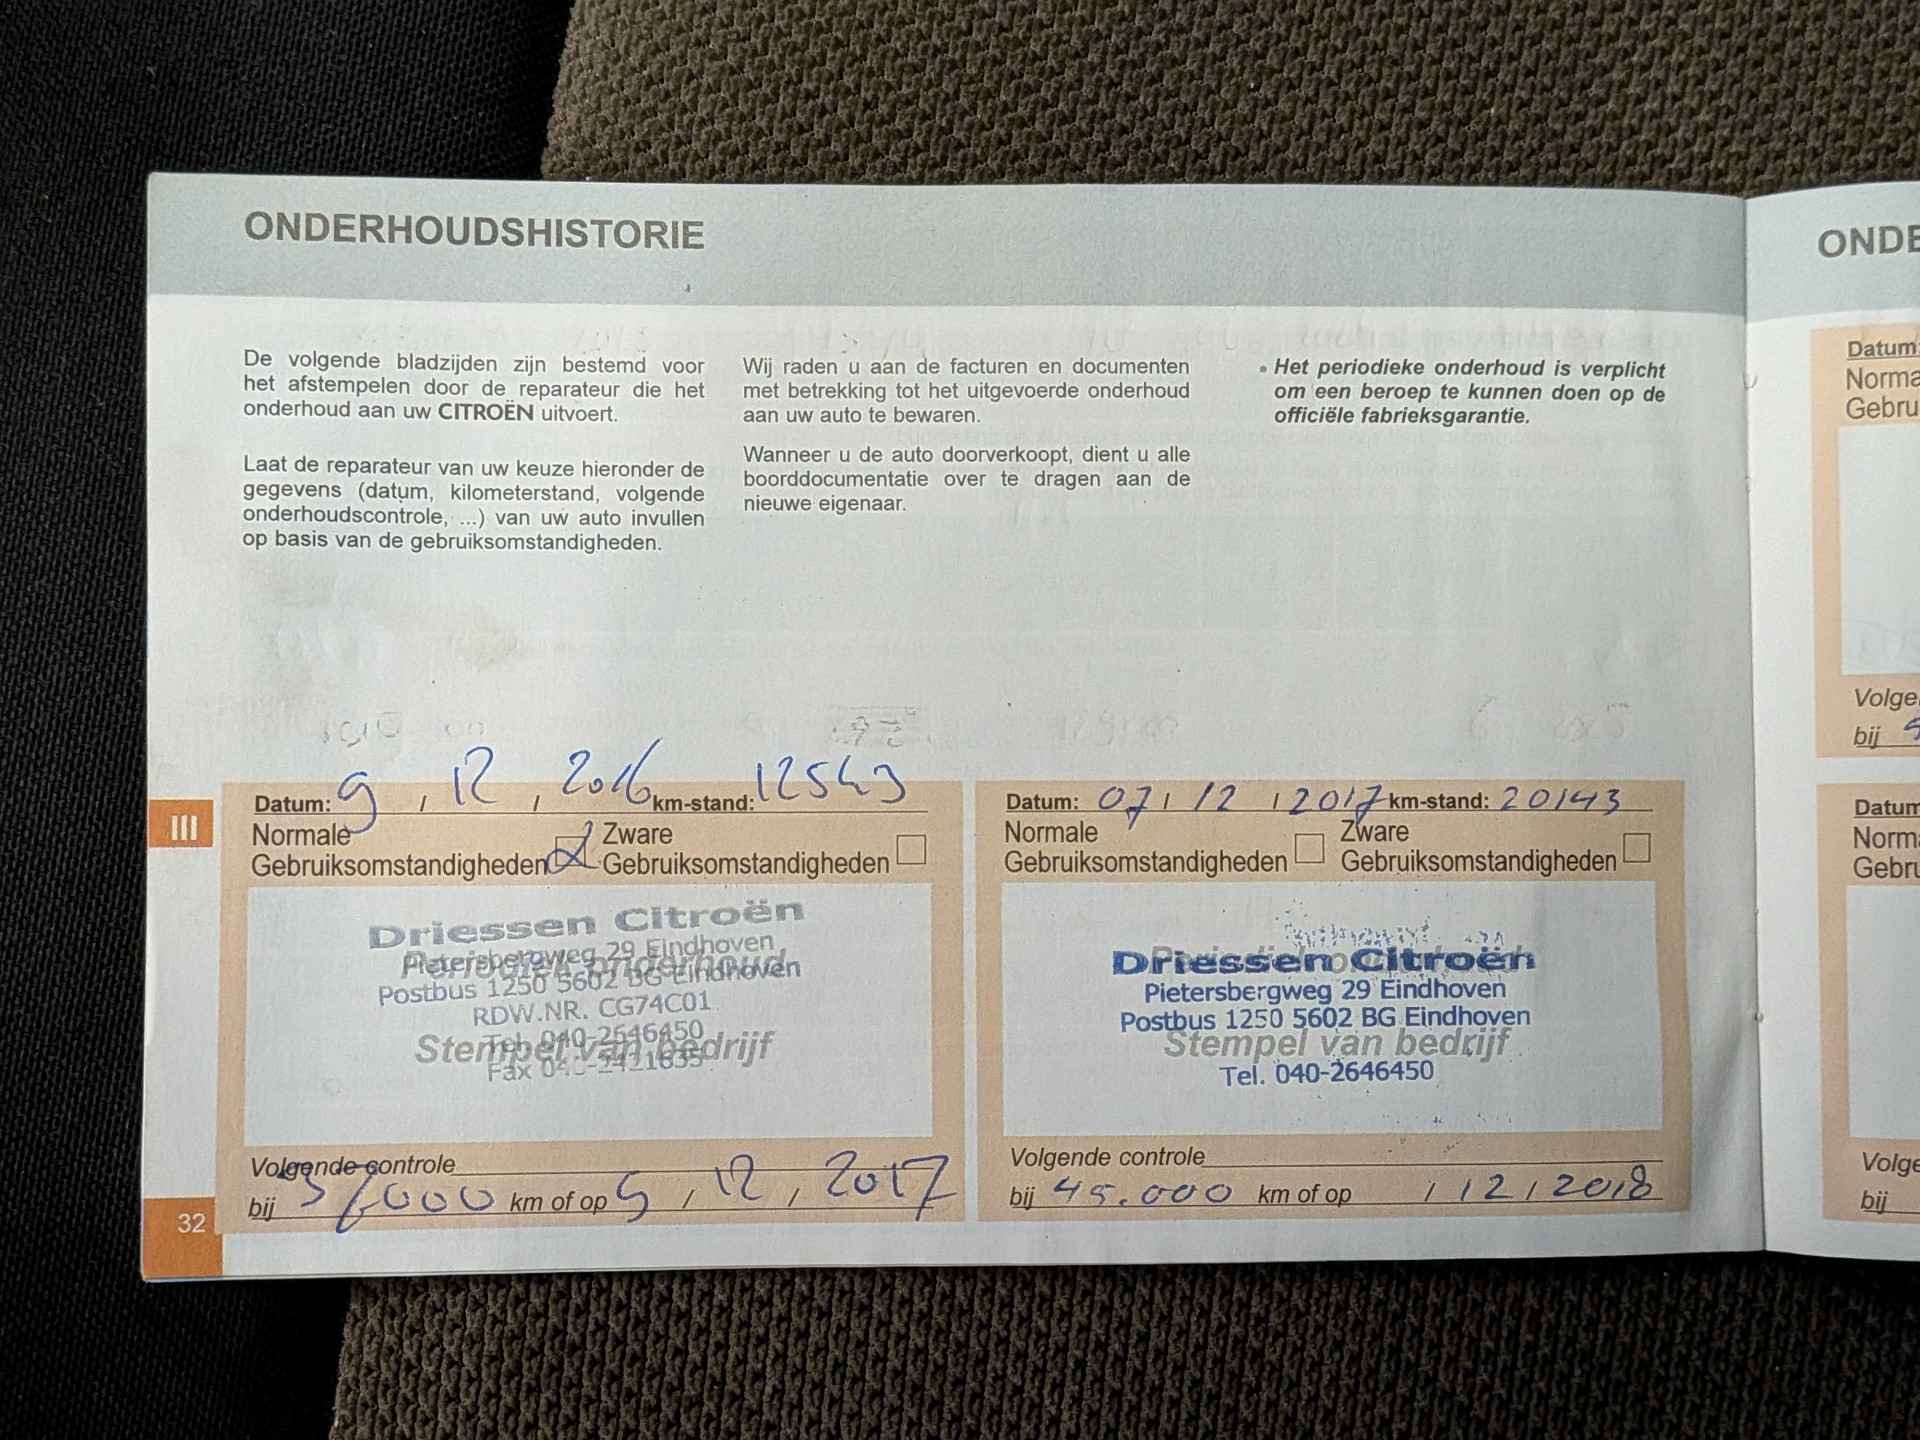 ONDERHOUDSHISTORIE
De volgende bladzijden zijn bestemd voor
het afstempelen door de reparateur die het
onderhoud aan uw CITROËN uitvoert.
Laat de reparateur van uw keuze hieronder de
gegevens (datum, kilometerstand, volgende
onderhoudscontrole, ...) van uw auto invullen
op basis van de gebruiksomstandigheden.
Wij raden u aan de facturen en documenten
met betrekking tot het uitgevoerde onderhoud
aan uw auto te bewaren.
Wanneer u de auto doorverkoopt, dient u alle
boorddocumentatie over te dragen aan de
nieuwe eigenaar.
• Het periodieke onderhoud is verplicht
om een beroep te kunnen doen op de
officiële fabrieksgarantie.
III
Datum: 9 / 12 / 2016 km-stand: 12543
Normale Zware
Gebruiksomstandigheden Gebruiksomstandigheden
Driessen Citroën
Pietersbergweg 29 Eindhoven
Periodiek onderhoud
Postbus 1250 5602 BG Eindhoven
RDW.NR. CG74C01
Tel. 040-2646450
Stempel van bedrijf
Fax
Volgende controle
bij 000 km of op 9 / 12 / 2017
32
Datum: 07 / 12 / 2017 km-stand: 20143
Normale Zware
Gebruiksomstandigheden Gebruiksomstandigheden
Driessen Citroën
Pietersbergweg 29 Eindhoven
Postbus 1250 5602 BG Eindhoven
Stempel van bedrijf
Tel. 040-2646450
Volgende controle
bij 45.000 km of op / 12 / 2018
ONDE
Datum:
Norma
Gebru
Volge
bij
Datum
Norma
Gebru
Volge
bij